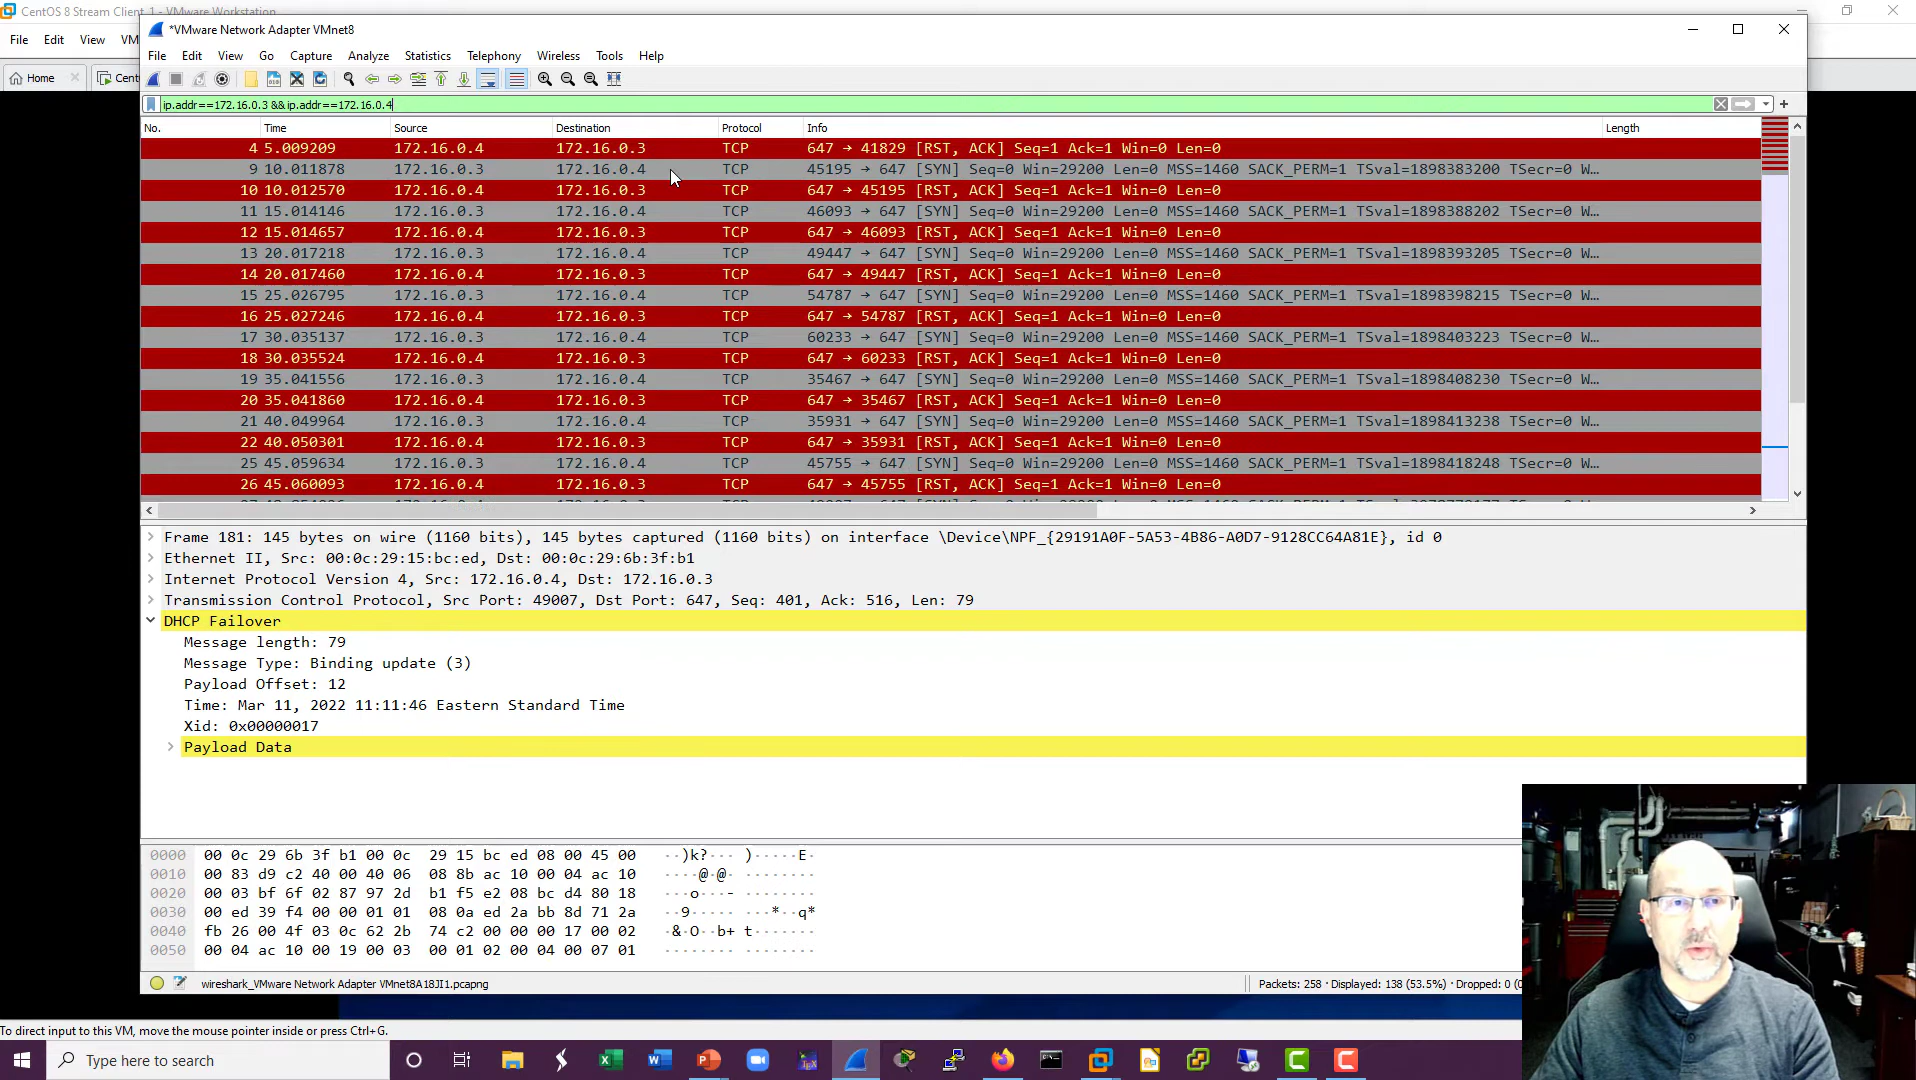 CentOS 8 Stream Client 1 - VMware Workstation
File Edit View VM
Home Cent
*VMware Network Adapter VMnet8
File Edit View Go Capture Analyze Statistics Telephony Wireless Tools Help
ip.addr==172.16.0.3 &&ip.addr==172.16.0.4
No. Time Source Destination Protocol Info Length
4 5.009209 172.16.0.4 172.16.0.3 TCP 647 → 41829 [RST, ACK] Seq=1 Ack=1 Win=0 Len=0
9 10.011878 172.16.0.3 172.16.0.4 TCP 45195 → 647 [SYN] Seq=0 Win=29200 Len=0 MSS=1460 SACK_PERM=1 TSval=1898383200 TSecr=0 W…
10 10.012570 172.16.0.4 172.16.0.3 TCP 647 → 45195 [RST, ACK] Seq=1 Ack=1 Win=0 Len=0
11 15.014146 172.16.0.3 172.16.0.4 TCP 46093 → 647 [SYN] Seq=0 Win=29200 Len=0 MSS=1460 SACK_PERM=1 TSval=1898388202 TSecr=0 W…
12 15.014657 172.16.0.4 172.16.0.3 TCP 647 → 46093 [RST, ACK] Seq=1 Ack=1 Win=0 Len=0
13 20.017218 172.16.0.3 172.16.0.4 TCP 49447 → 647 [SYN] Seq=0 Win=29200 Len=0 MSS=1460 SACK_PERM=1 TSval=1898393205 TSecr=0 W…
14 20.017460 172.16.0.4 172.16.0.3 TCP 647 → 49447 [RST, ACK] Seq=1 Ack=1 Win=0 Len=0
15 25.026795 172.16.0.3 172.16.0.4 TCP 54787 → 647 [SYN] Seq=0 Win=29200 Len=0 MSS=1460 SACK_PERM=1 TSval=1898398215 TSecr=0 W…
16 25.027246 172.16.0.4 172.16.0.3 TCP 647 → 54787 [RST, ACK] Seq=1 Ack=1 Win=0 Len=0
17 30.035137 172.16.0.3 172.16.0.4 TCP 60233 → 647 [SYN] Seq=0 Win=29200 Len=0 MSS=1460 SACK_PERM=1 TSval=1898403223 TSecr=0 W…
18 30.035524 172.16.0.4 172.16.0.3 TCP 647 → 60233 [RST, ACK] Seq=1 Ack=1 Win=0 Len=0
19 35.041556 172.16.0.3 172.16.0.4 TCP 35467 → 647 [SYN] Seq=0 Win=29200 Len=0 MSS=1460 SACK_PERM=1 TSval=1898408230 TSecr=0 W…
20 35.041860 172.16.0.4 172.16.0.3 TCP 647 → 35467 [RST, ACK] Seq=1 Ack=1 Win=0 Len=0
21 40.049964 172.16.0.3 172.16.0.4 TCP 35931 → 647 [SYN] Seq=0 Win=29200 Len=0 MSS=1460 SACK_PERM=1 TSval=1898413238 TSecr=0 W…
22 40.050301 172.16.0.4 172.16.0.3 TCP 647 → 35931 [RST, ACK] Seq=1 Ack=1 Win=0 Len=0
25 45.059634 172.16.0.3 172.16.0.4 TCP 45755 → 647 [SYN] Seq=0 Win=29200 Len=0 MSS=1460 SACK_PERM=1 TSval=1898418248 TSecr=0 W…
26 45.060093 172.16.0.4 172.16.0.3 TCP 647 → 45755 [RST, ACK] Seq=1 Ack=1 Win=0 Len=0
Frame 181: 145 bytes on wire (1160 bits), 145 bytes captured (1160 bits) on interface \Device\NPF_{29191A0F-5A53-4B86-A0D7-9128CC64A81E}, id 0
Ethernet II, Src: 00:0c:29:15:bc:ed, Dst: 00:0c:29:6b:3f:b1
Internet Protocol Version 4, Src: 172.16.0.4, Dst: 172.16.0.3
Transmission Control Protocol, Src Port: 49007, Dst Port: 647, Seq: 401, Ack: 516, Len: 79
DHCP Failover
Message length: 79
Message Type: Binding update (3)
Payload Offset: 12
Time: Mar 11, 2022 11:11:46 Eastern Standard Time
Xid: 0x00000017
Payload Data
0000 00 0c 29 6b 3f b1 00 0c 29 15 bc ed 08 00 45 00 ··)k?··· )·····E·
0010 00 83 d9 c2 40 00 40 06 08 8b ac 10 00 04 ac 10 ····@·@· ········
0020 00 03 bf 6f 02 87 97 2d b1 f5 e2 08 bc d4 80 18 ···o···- ········
0030 00 ed 39 f4 00 00 01 01 08 0a ed 2a bb 8d 71 2a ··9····· ···*··q*
0040 fb 26 00 4f 03 0c 62 2b 74 c2 00 00 00 17 00 02 ·&·O··b+ t·······
0050 00 04 ac 10 00 19 00 03 00 01 02 00 04 00 07 01 ········ ········
wireshark_VMware Network Adapter VMnet8A18JI1.pcapng
Packets: 258 · Displayed: 138 (53.5%) · Dropped: 0 (0
To direct input to this VM, move the mouse pointer inside or press Ctrl+G.
Type here to search